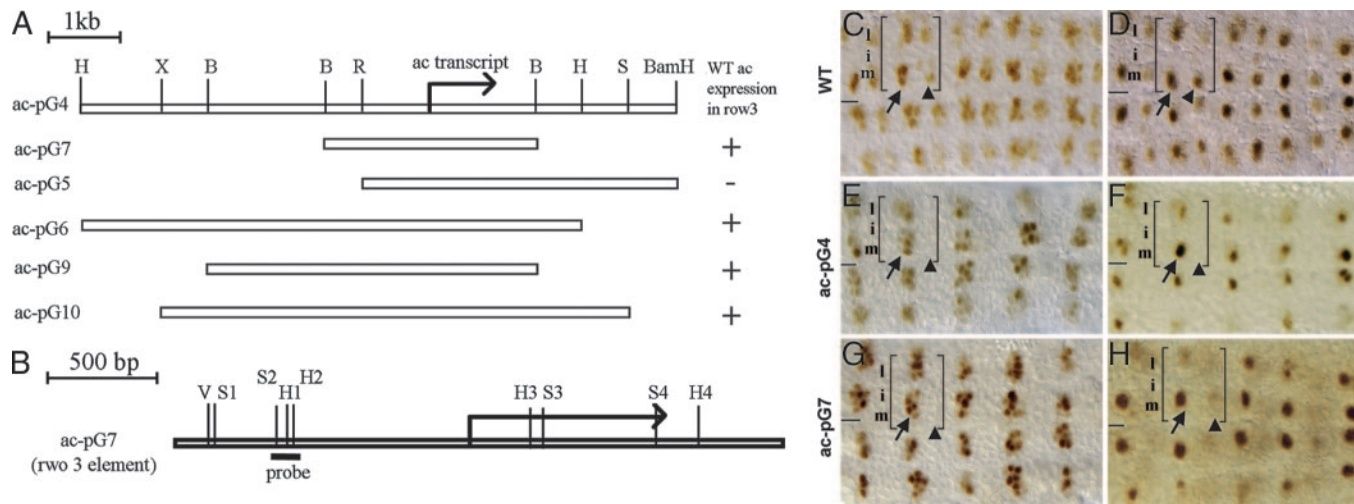 A
1kb
H X B B R ac transcript B H S BamH
WT ac
expression
in row3
ac-pG4
ac-pG7 +
ac-pG5 -
ac-pG6 +
ac-pG9 +
ac-pG10 +
B
500 bp
V S1 S2 H1 H2 H3 S3 S4 H4
ac-pG7
(rwo 3 element)
probe
WT
C
l
i
m
D
l
i
m
ac-pG4
E
l
i
m
F
l
i
m
ac-pG7
G
l
i
m
H
l
i
m